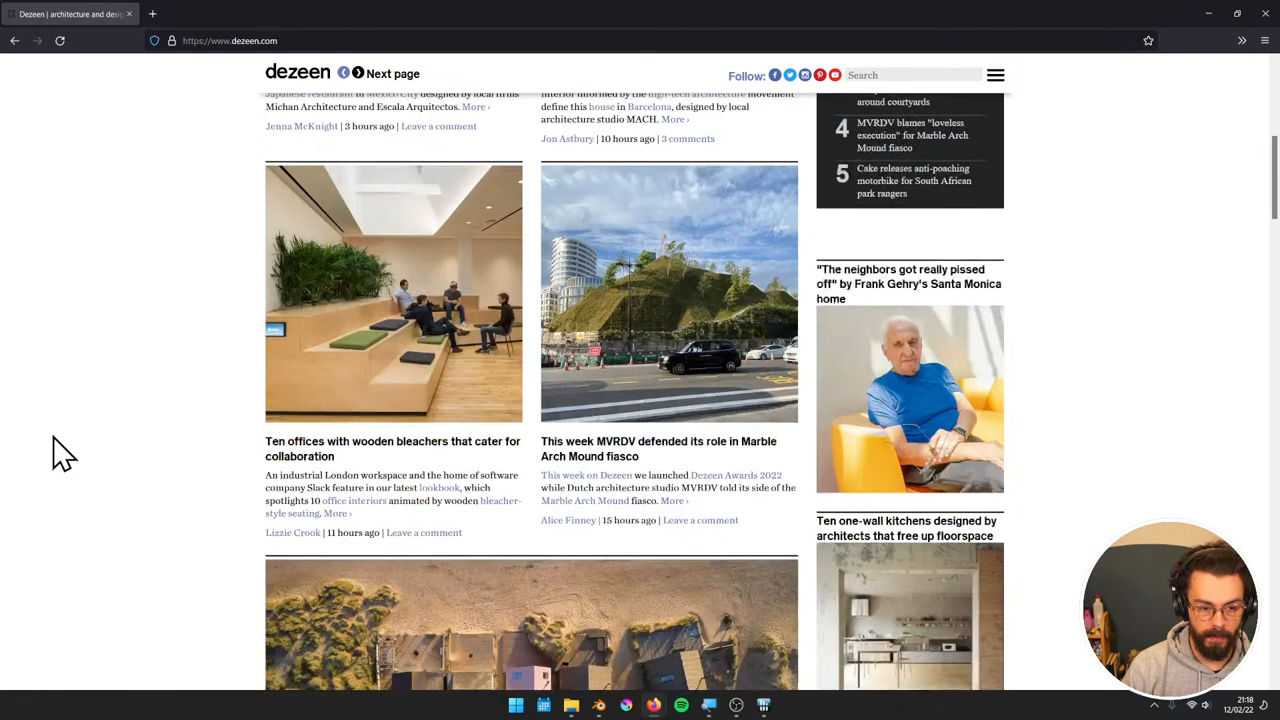 Dezeen | architecture and desig
https://www.dezeen.com
dezeen
Next page
Follow:
Search
Japanese restaurant in Mexico City designed by local firms
Michan Architecture and Escala Arquitectos. More ›
Jenna McKnight | 3 hours ago | Leave a comment
interior informed by the high-tech architecture movement
define this house in Barcelona, designed by local
architecture studio MACH. More ›
Jon Astbury | 10 hours ago | 3 comments
around courtyards
4 MVRDV blames "loveless
execution" for Marble Arch
Mound fiasco
5 Cake releases anti-poaching
motorbike for South African
park rangers
Ten offices with wooden bleachers that cater for
collaboration
An industrial London workspace and the home of software
company Slack feature in our latest lookbook, which
spotlights 10 office interiors animated by wooden bleacher-
style seating. More ›
Lizzie Crook | 11 hours ago | Leave a comment
This week MVRDV defended its role in Marble
Arch Mound fiasco
This week on Dezeen we launched Dezeen Awards 2022
while Dutch architecture studio MVRDV told its side of the
Marble Arch Mound fiasco. More ›
Alice Finney | 15 hours ago | Leave a comment
"The neighbors got really pissed
off" by Frank Gehry's Santa Monica
home
Ten one-wall kitchens designed by
architects that free up floorspace
21:18
12/02/22